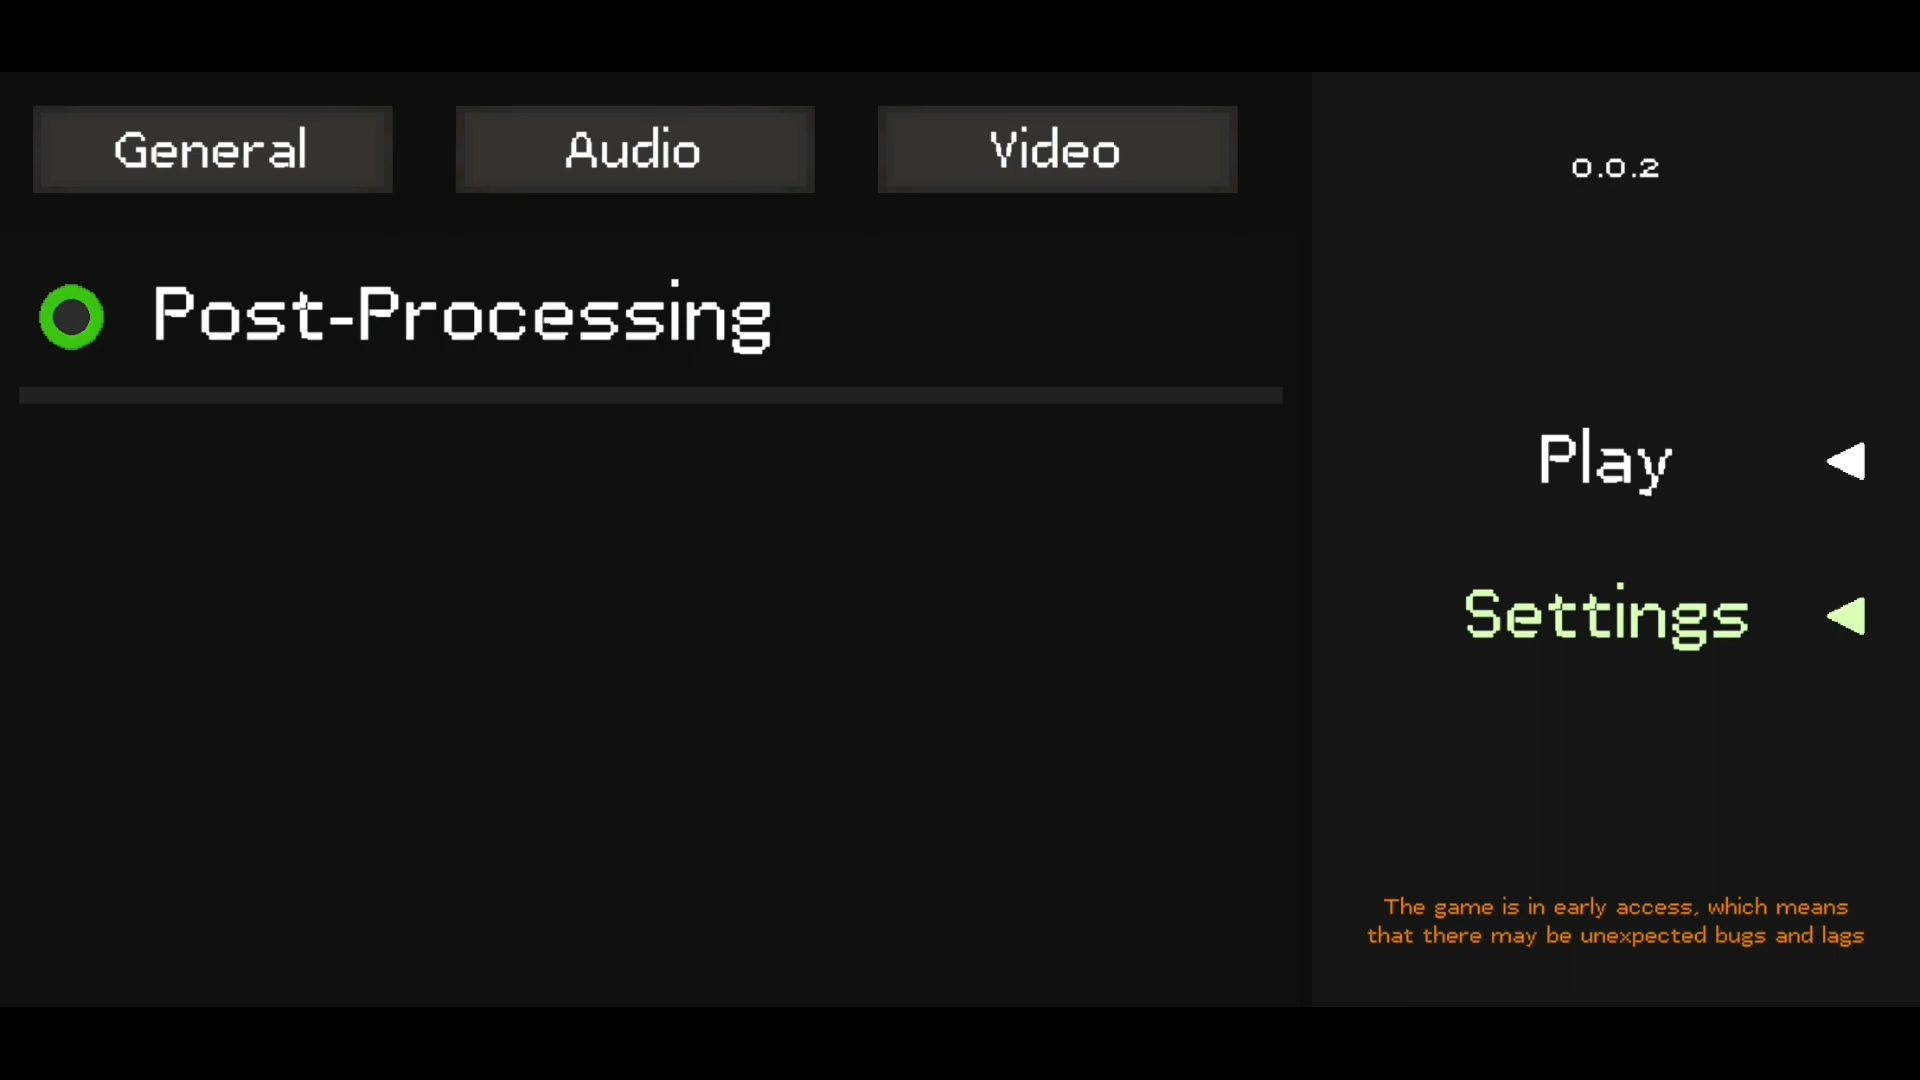 General
Audio
Video
Post-Processing
0.0.2
Play
Settings
The game is in early access, which means
that there may be unexpected bugs and lags